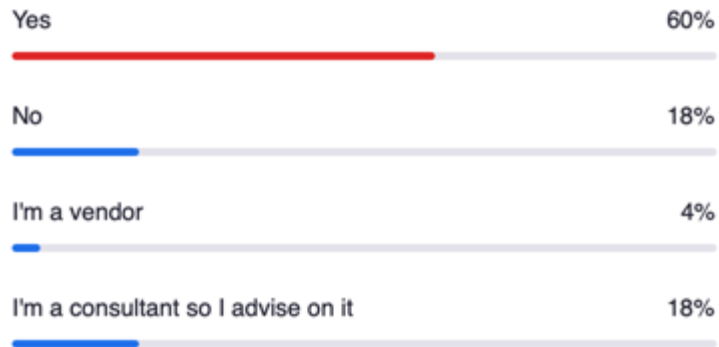 Yes 60%
No 18%
I'm a vendor 4%
I'm a consultant so I advise on it 18%